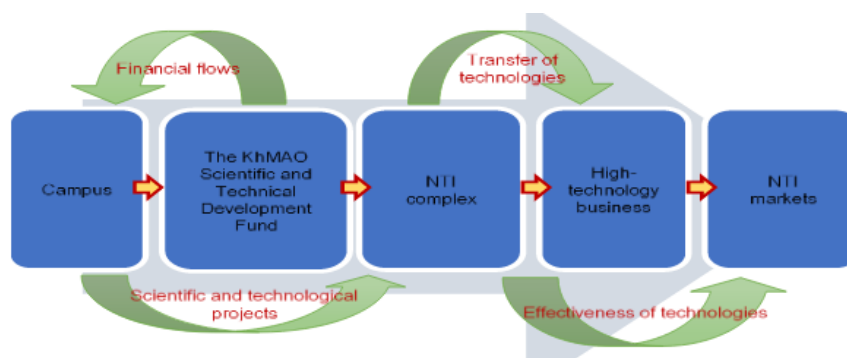 Financial flows
Transfer of
technologies
Campus
The KhMAO
Scientific and
Technical
Development
Fund
NTI
complex
High-
technology
business
NTI
markets
Scientific and technological
projects
Effectiveness of technologies